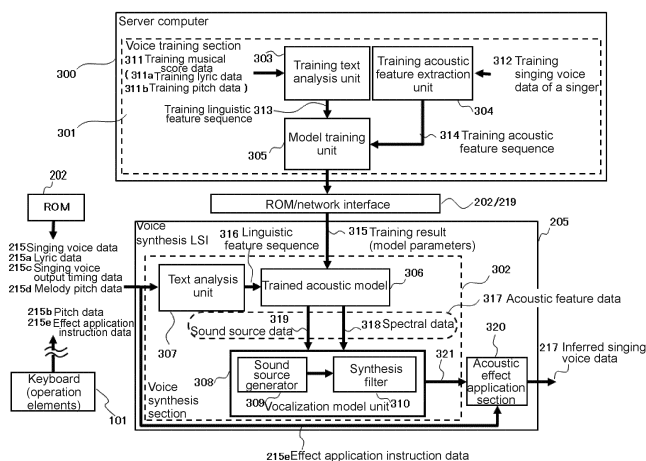 Server computer
300
Voice training section
311 Training musical
score data
( 311a Training lyric data
311b Training pitch data )
303
Training text
analysis unit
Training acoustic
feature extraction
unit
304
312 Training
singing voice
data of a singer
301
Training linguistic
feature sequence
313
314 Training acoustic
feature sequence
305
Model training
unit
202
ROM
ROM/network interface
202/219
205
215 Singing voice data
215a Lyric data
215c Singing voice
output timing data
215d Melody pitch data
215b Pitch data
215e Effect application
instruction data
Keyboard
(operation
elements)
101
Voice
synthesis LSI
316 Linguistic
feature sequence
315 Training result
(model parameters)
302
Text analysis
unit
307
Trained acoustic model
306
317 Acoustic feature data
319
Sound source data
318 Spectral data
308
Sound
source
generator
309
Synthesis
filter
310
Vocalization model unit
321
Voice
synthesis
section
320
Acoustic
effect
application
section
217 Inferred singing
voice data
215e Effect application instruction data